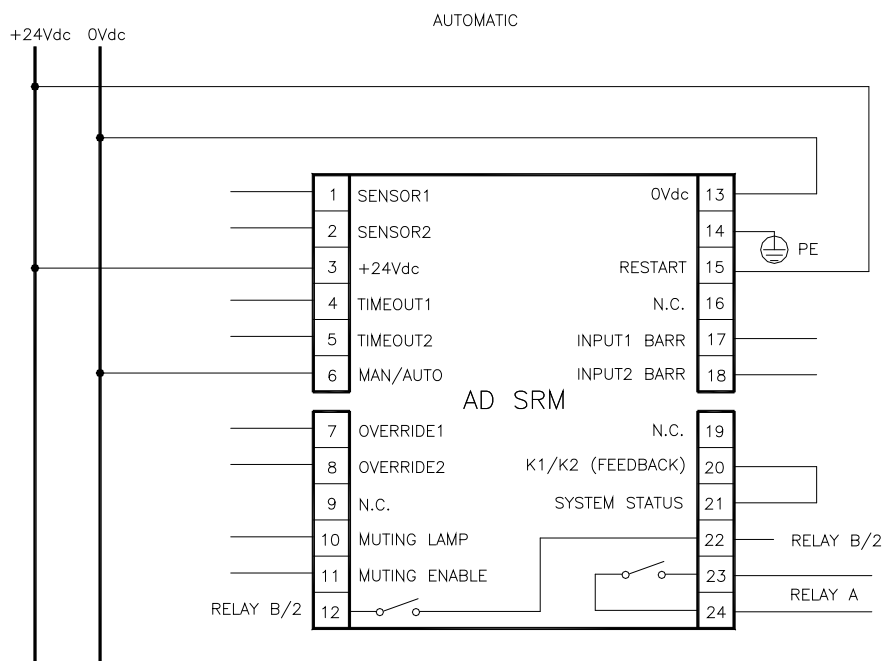 AUTOMATIC
+24Vdc 0Vdc
1 SENSOR1 0Vdc 13
2 SENSOR2 14 PE
3 +24Vdc RESTART 15
4 TIMEOUT1 N.C. 16
5 TIMEOUT2 INPUT1 BARR 17
6 MAN/AUTO INPUT2 BARR 18
AD SRM
7 OVERRIDE1 N.C. 19
8 OVERRIDE2 K1/K2 (FEEDBACK) 20
9 N.C. SYSTEM STATUS 21
10 MUTING LAMP 22 RELAY B/2
11 MUTING ENABLE 23
RELAY A
RELAY B/2 12 24